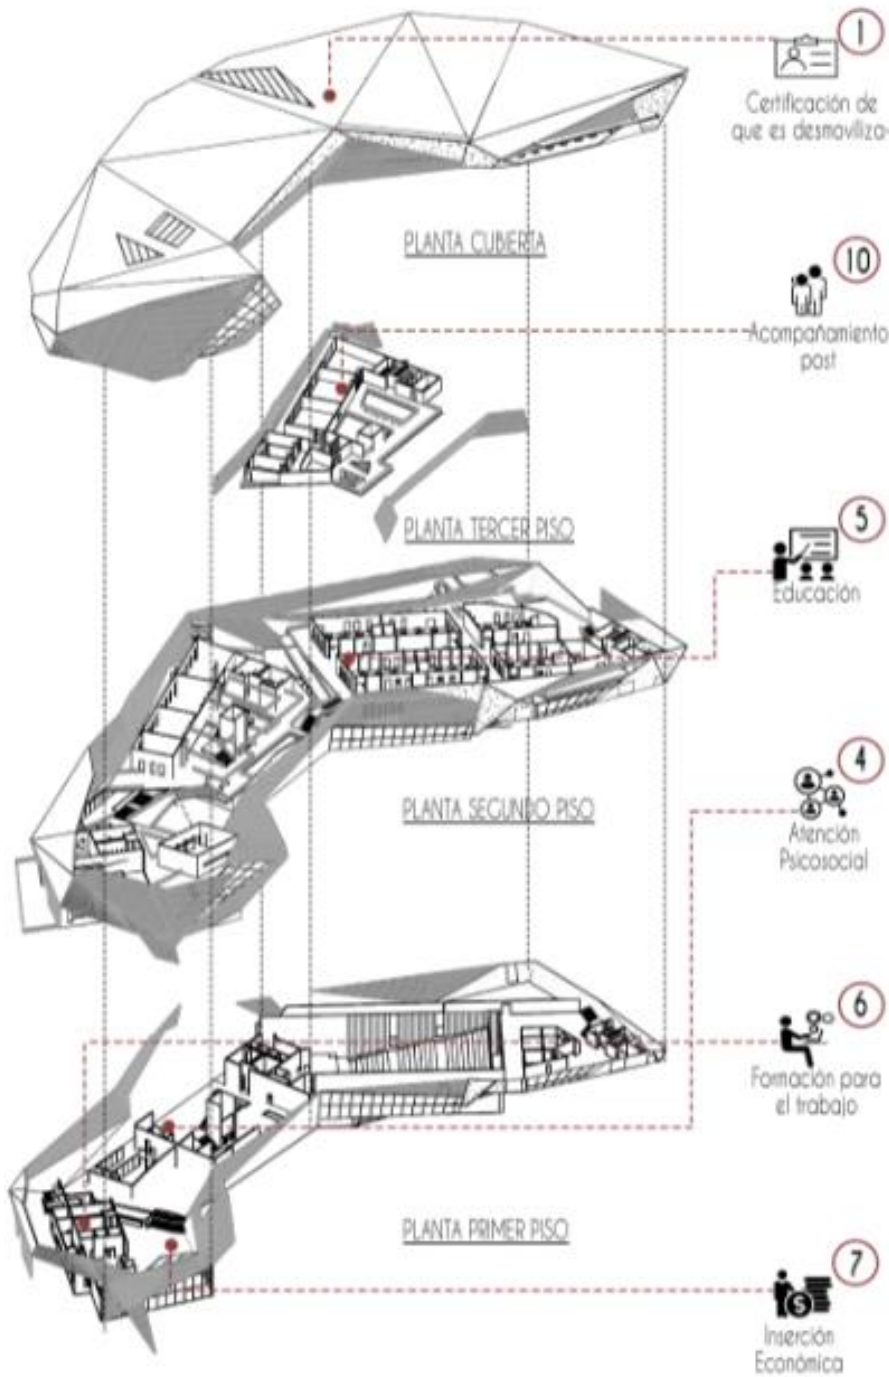 1
Certificación de
que es desmoviliza-
PLANTA CUBIERTA
10
Acompañamiento
post
PLANTA TERCER PISO
5
Educación
4
PLANTA SEGUNDO PISO
Atención
Psicosocial
6
Formación para
el trabajo
PLANTA PRIMER PISO
7
$
Inserción
Económica